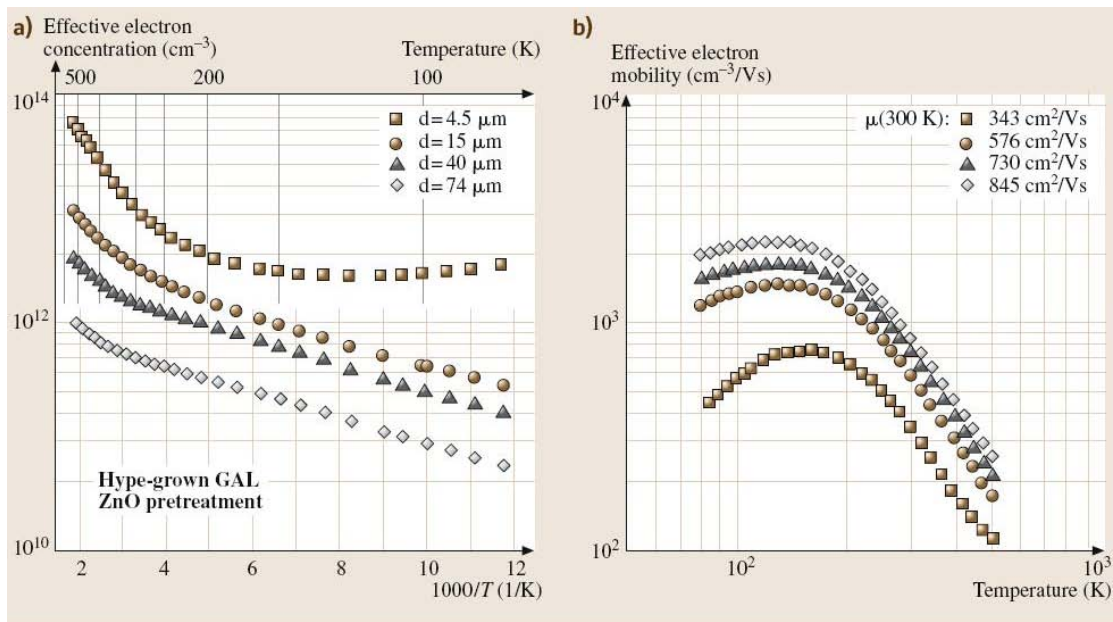 a) Effective electron
concentration (cm⁻³)
Temperature (K)
500 200 100
10¹⁴
10¹²
10¹⁰
d=4.5 μm
d=15 μm
d=40 μm
d=74 μm
Hype-grown GAL
ZnO pretreatment
2 4 6 8 10 12
1000/T (1/K)
b)
Effective electron
mobility (cm⁻³/Vs)
10⁴
10³
10²
μ(300 K): 343 cm²/Vs
576 cm²/Vs
730 cm²/Vs
845 cm²/Vs
10² 10³
Temperature (K)